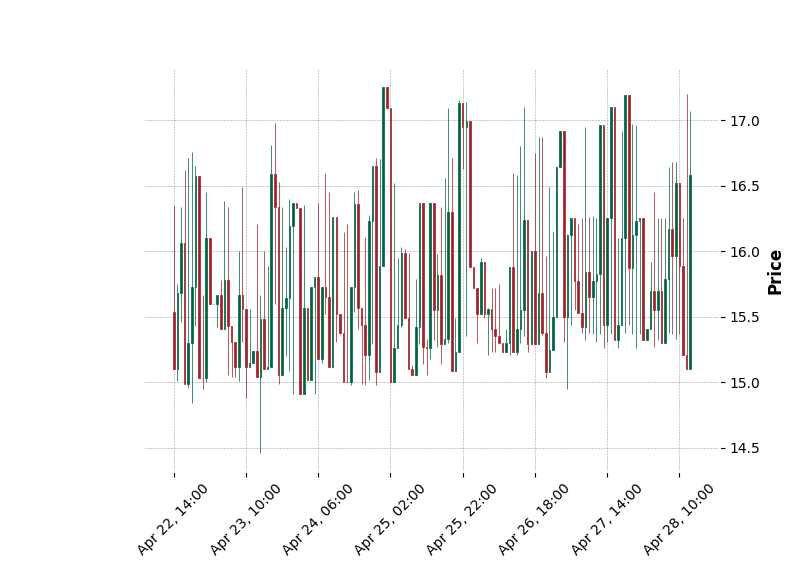 17.0
16.5
16.0
15.5
15.0
14.5
Price
Apr 22, 14:00
Apr 23, 10:00
Apr 24, 06:00
Apr 25, 02:00
Apr 25, 22:00
Apr 26, 18:00
Apr 27, 14:00
Apr 28, 10:00